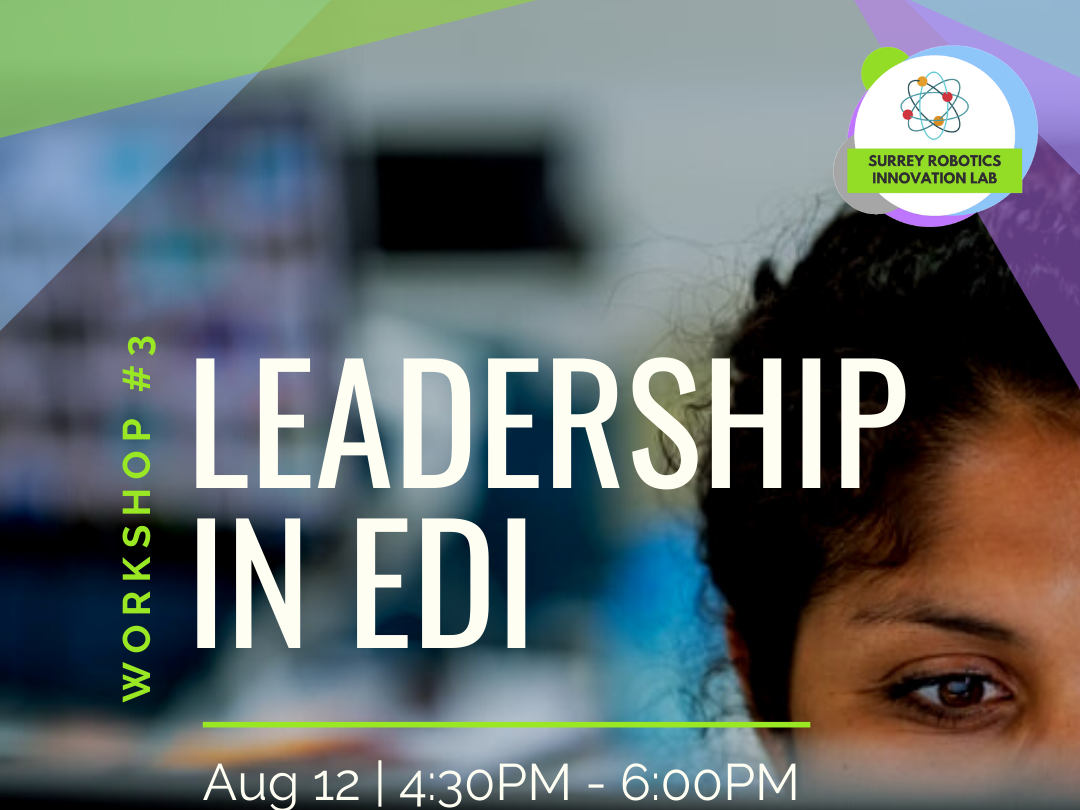 SURREY ROBOTICS
INNOVATION LAB
WORKSHOP #3
LEADERSHIP
IN EDI
Aug 12 | 4:30PM - 6:00PM